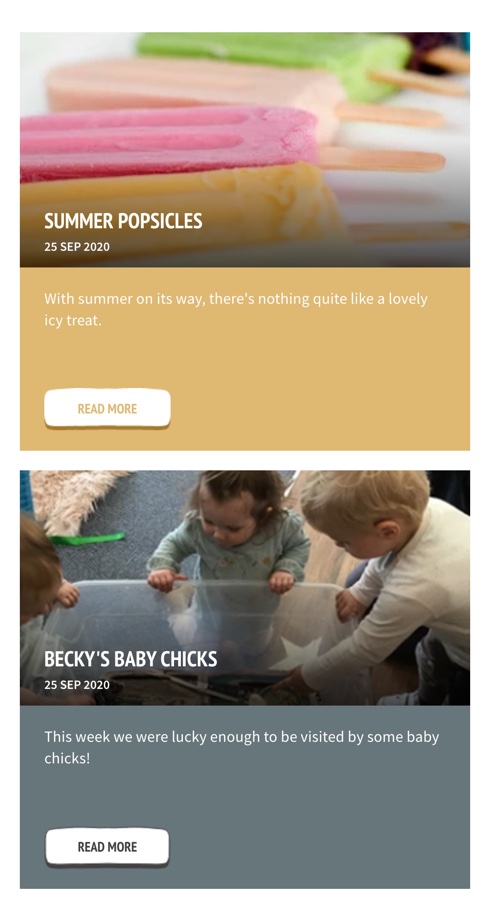 SUMMER POPSICLES
25 SEP 2020
With summer on its way, there's nothing quite like a lovely
icy treat.
READ MORE
BECKY'S BABY CHICKS
25 SEP 2020
This week we were lucky enough to be visited by some baby
chicks!
READ MORE